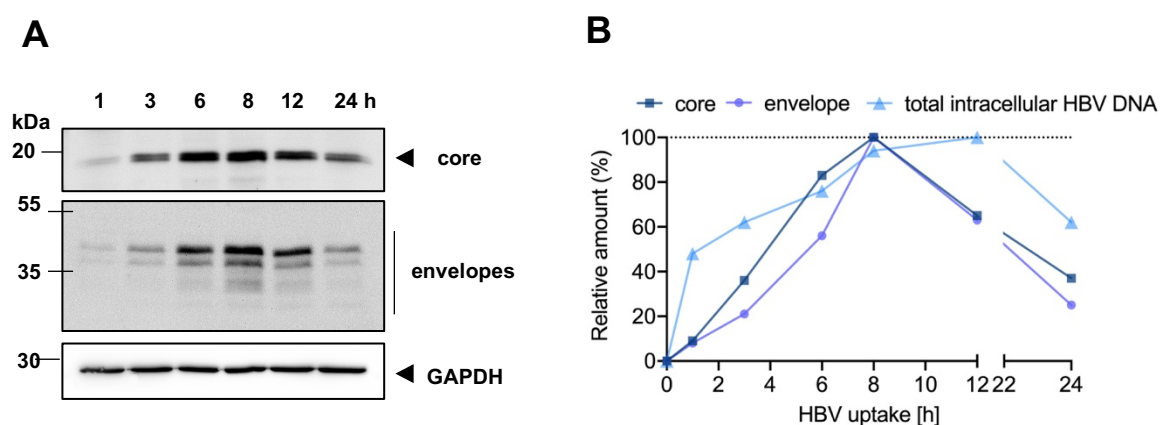 A
1 3 6 8 12 24 h
kDa
20
core
55
35
envelopes
30
GAPDH
B
core envelope total intracellular HBV DNA
Relative amount (%)
100
80
60
40
20
0
0 2 4 6 8 10 12 22 24
HBV uptake [h]